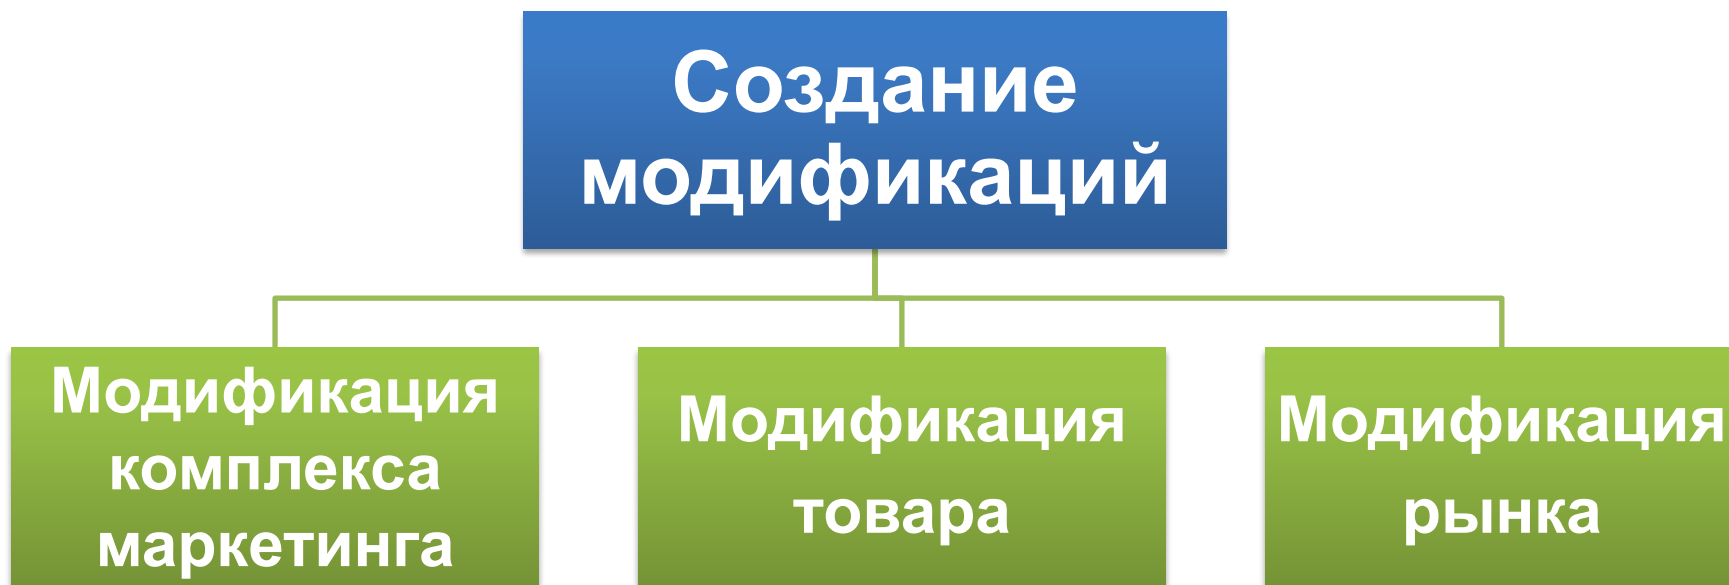 Создание
модификаций
Модификация
комплекса
маркетинга
Модификация
товара
Модификация
рынка